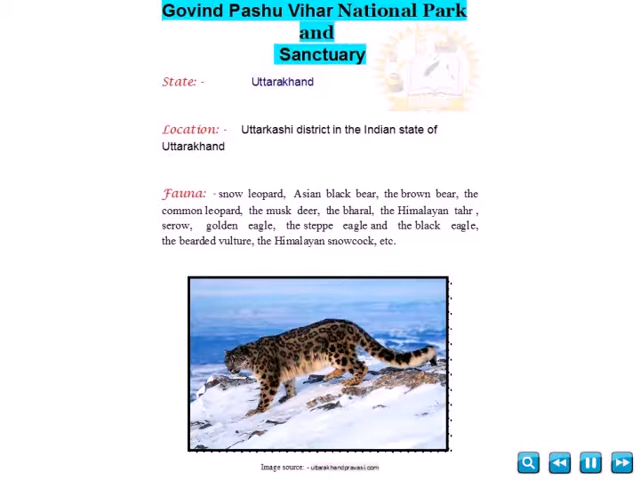 Govind Pashu Vihar National Park
and
Sanctuary
State: - Uttarakhand
Location: - Uttarkashi district in the Indian state of
Uttarakhand
Fauna: - snow leopard, Asian black bear, the brown bear, the
common leopard, the musk deer, the bharal, the Himalayan tahr ,
serow, golden eagle, the steppe eagle and the black eagle,
the bearded vulture, the Himalayan snowcock, etc.
Image source: - uttarakhandpravasi.com